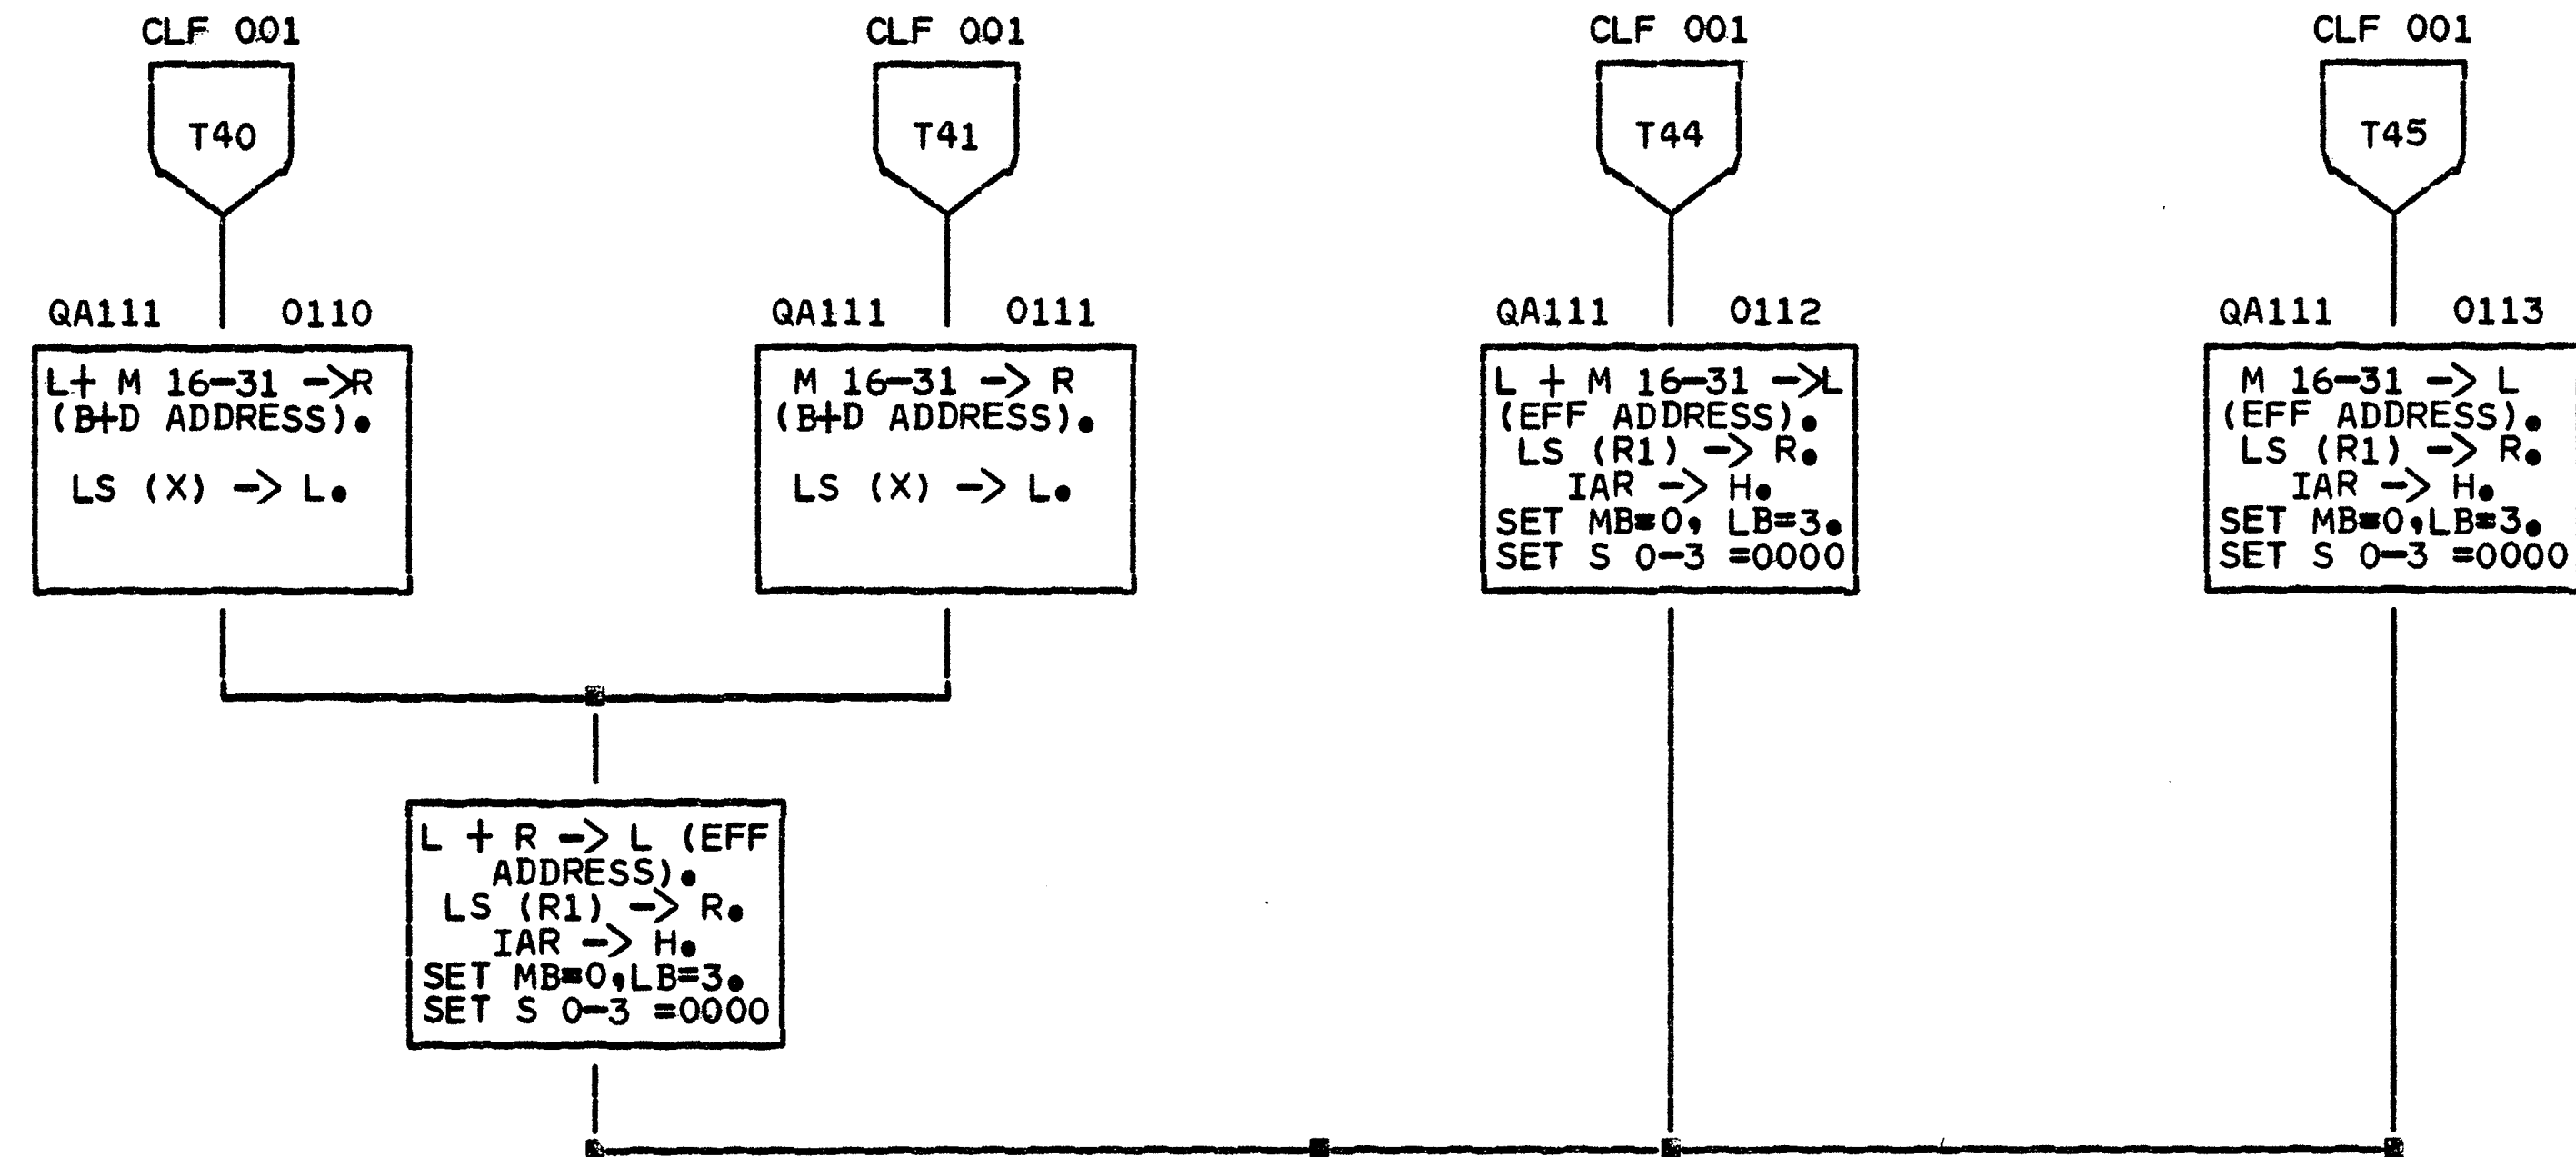 CLF 001
T40
QA111 0110
L+ M 16-31 ->R
(B+D ADDRESS).
LS (X) -> L.
CLF 001
T41
QA111 0111
M 16-31 -> R
(B+D ADDRESS).
LS (X) -> L.
L + R -> L (EFF
ADDRESS).
LS (R1) -> R.
IAR -> H.
SET MB=0,LB=3.
SET S 0-3 =0000
CLF 001
T44
QA111 0112
L + M 16-31 ->L
(EFF ADDRESS).
LS (R1) -> R.
IAR -> H.
SET MB=0, LB=3.
SET S 0-3 =0000
CLF 001
T45
QA111 0113
M 16-31 -> L
(EFF ADDRESS).
LS (R1) -> R.
IAR -> H.
SET MB=0,LB=3.
SET S 0-3 =0000